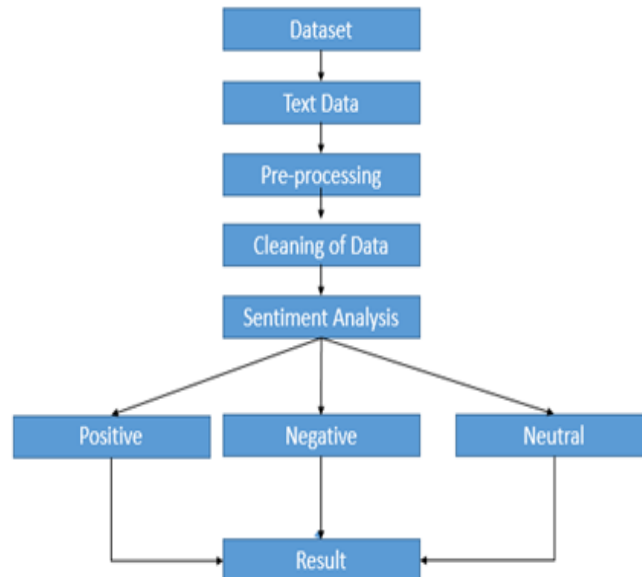 Dataset
Text Data
Pre-processing
Cleaning of Data
Sentiment Analysis
Positive
Negative
Neutral
Result